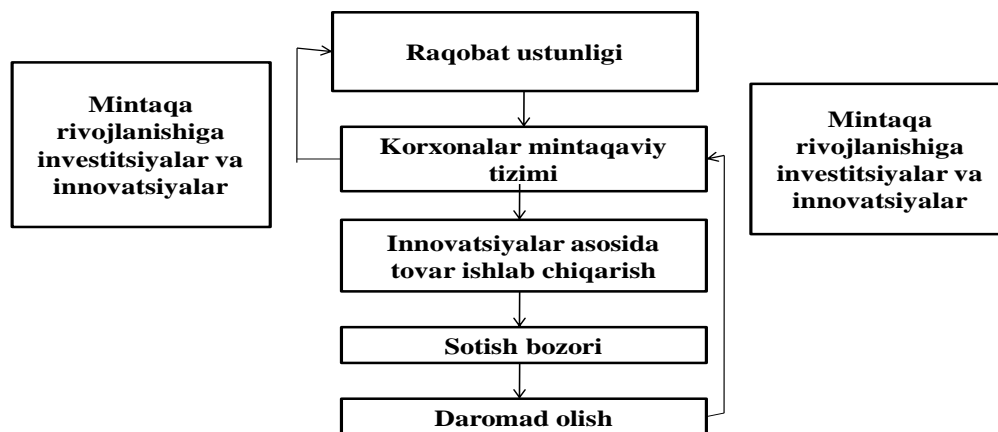 Raqobat ustunligi
Mintaqa
rivojlanishiga
investitsiyalar va
innovatsiyalar
Korxonalar mintaqaviy
tizimi
Mintaqa
rivojlanishiga
investitsiyalar va
innovatsiyalar
Innovatsiyalar asosida
tovar ishlab chiqarish
Sotish bozori
Daromad olish